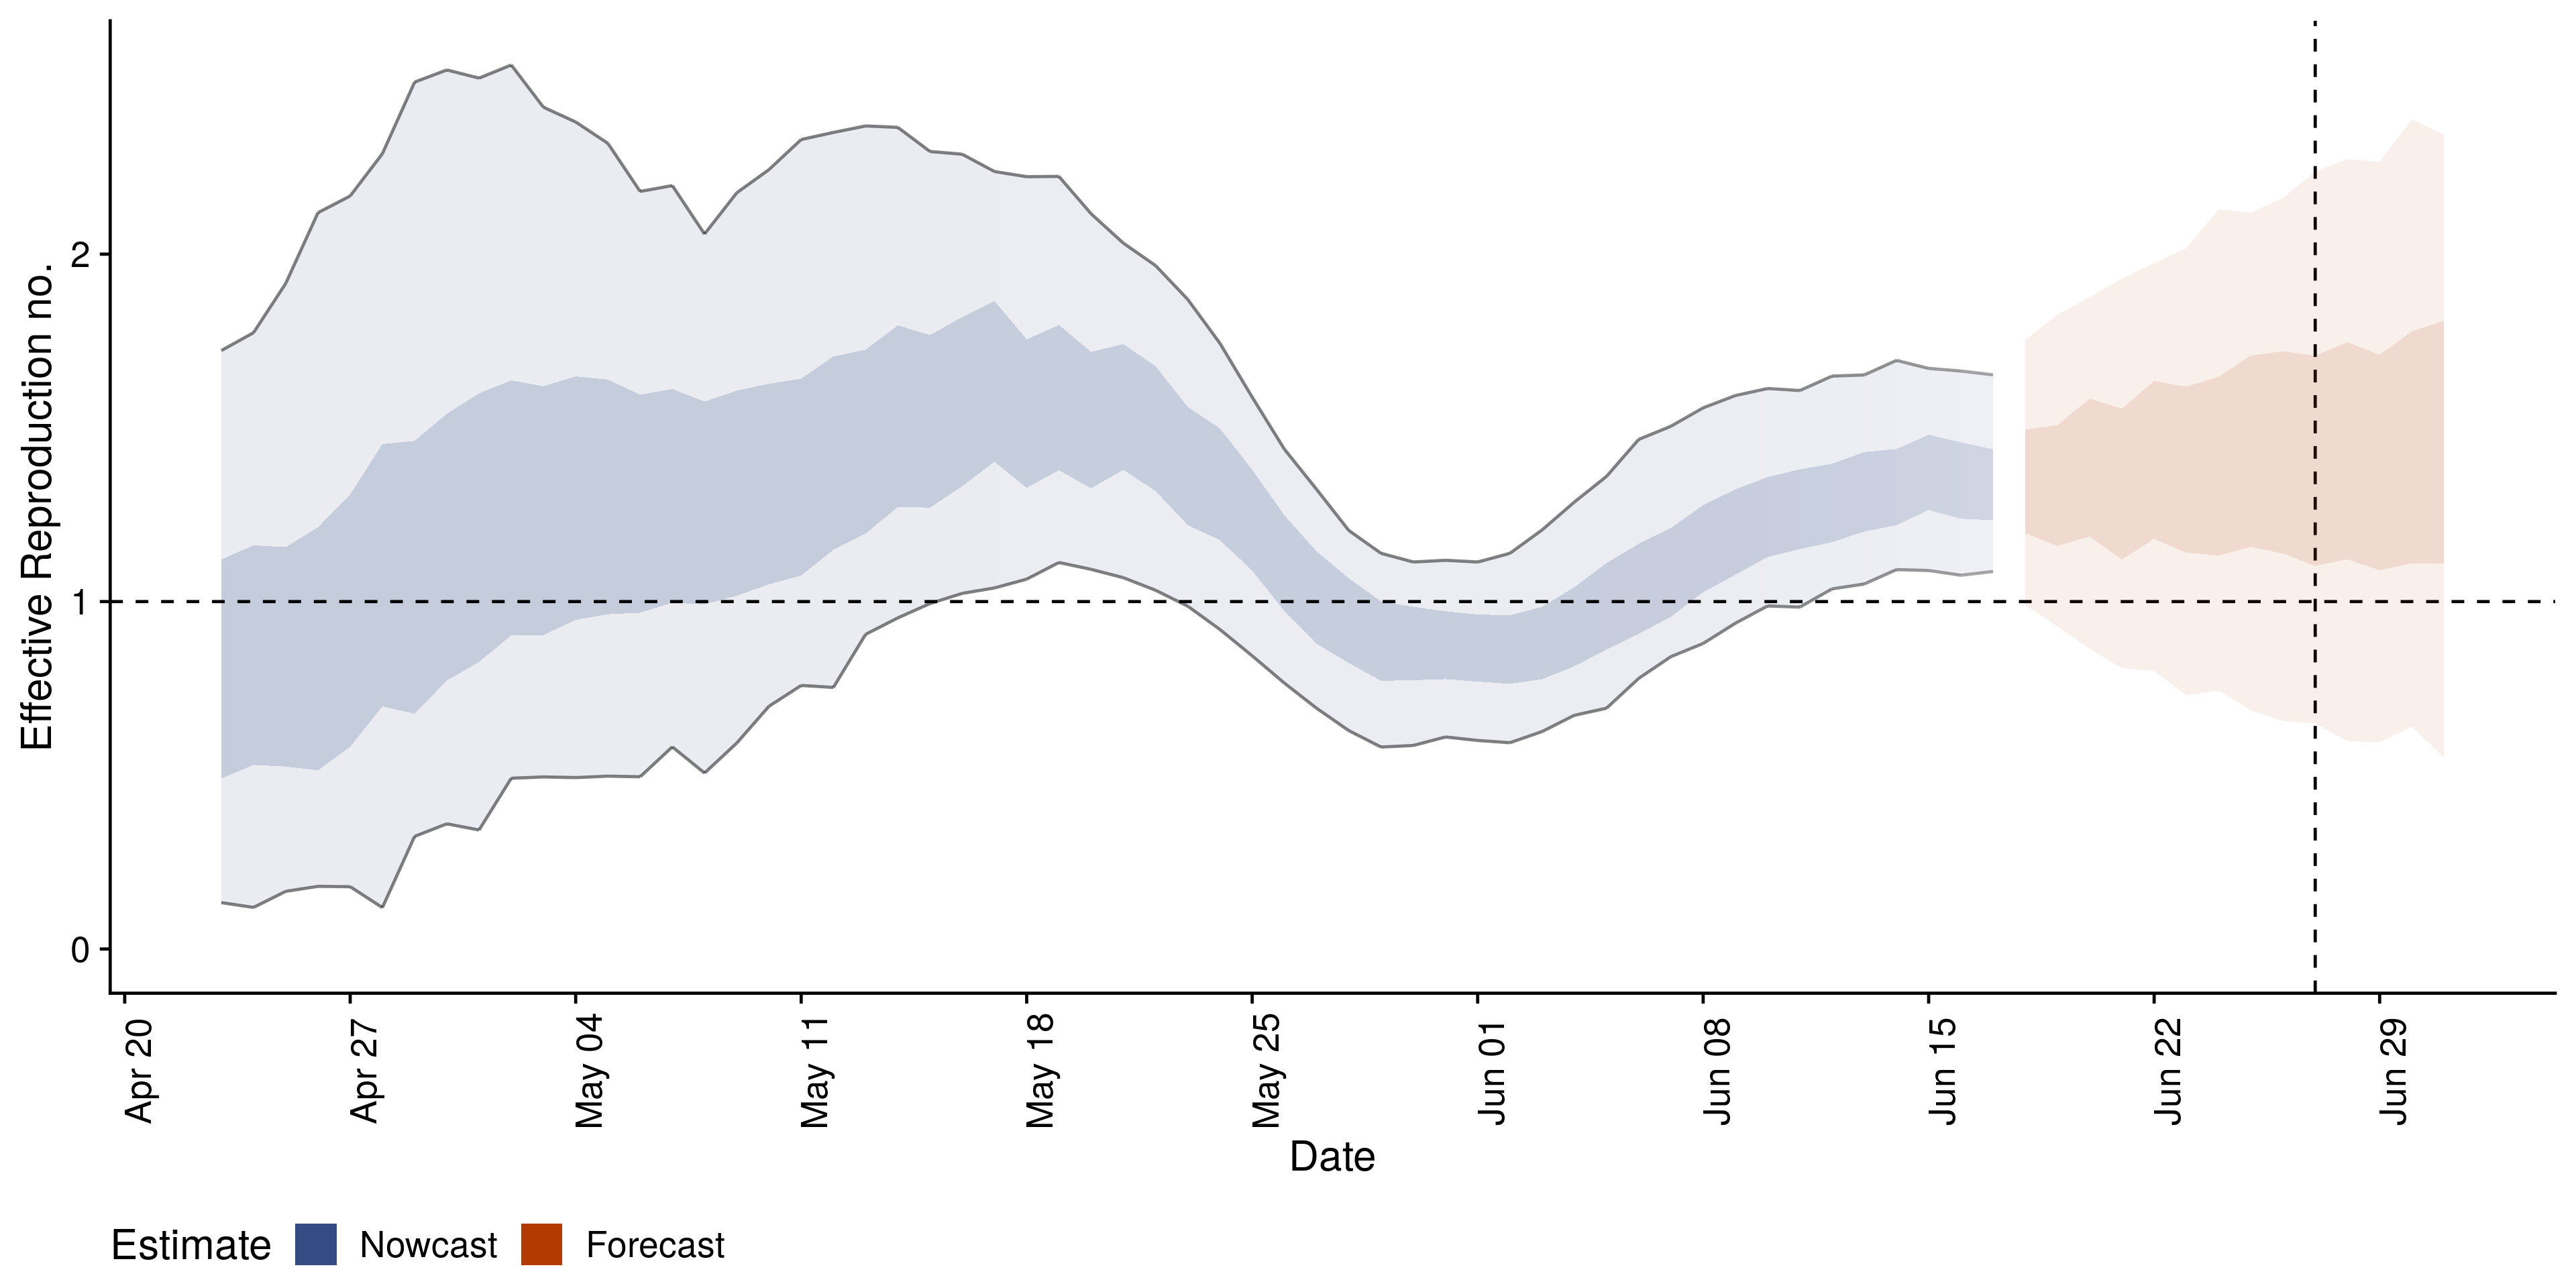 Effective Reproduction no.
2
1
0
Apr 20
Apr 27
May 04
May 11
May 18
May 25
Jun 01
Jun 08
Jun 15
Jun 22
Jun 29
Date
Estimate Nowcast Forecast